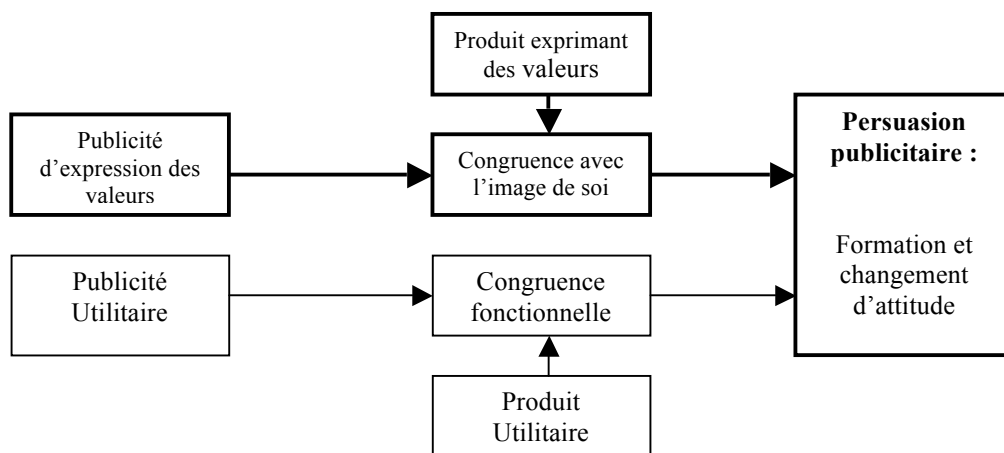 Produit exprimant
des valeurs
Publicité
d’expression des
valeurs
Congruence avec
l’image de soi
Persuasion
publicitaire :
Formation et
changement
d’attitude
Publicité
Utilitaire
Congruence
fonctionnelle
Produit
Utilitaire